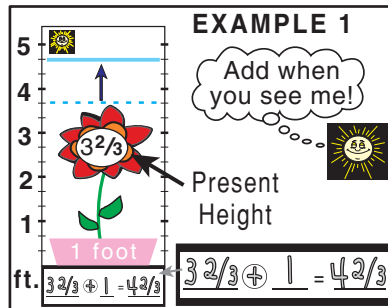 EXAMPLE 1
5
4
3
2
1
ft.
3 2/3
1 foot
3 2/3 + 1 = 4 2/3
Add when
you see me!
Present
Height
3 2/3 + 1 = 4 2/3